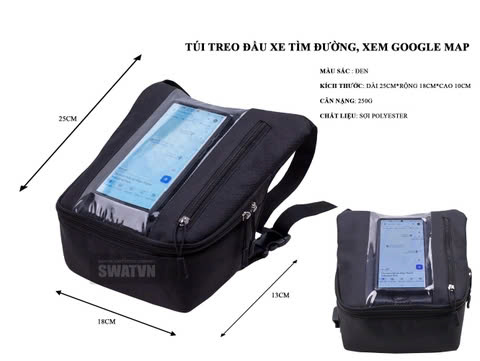 TÚI TREO ĐẦU XE TÌM ĐƯỜNG, XEM GOOGLE MAP
MÀU SẮC : ĐEN
KÍCH THƯỚC: DÀI 25CM*RỘNG 18CM*CAO 10CM
CÂN NẶNG: 250G
CHẤT LIỆU: SỢI POLYESTER
25CM
SWATVN
18CM
13CM